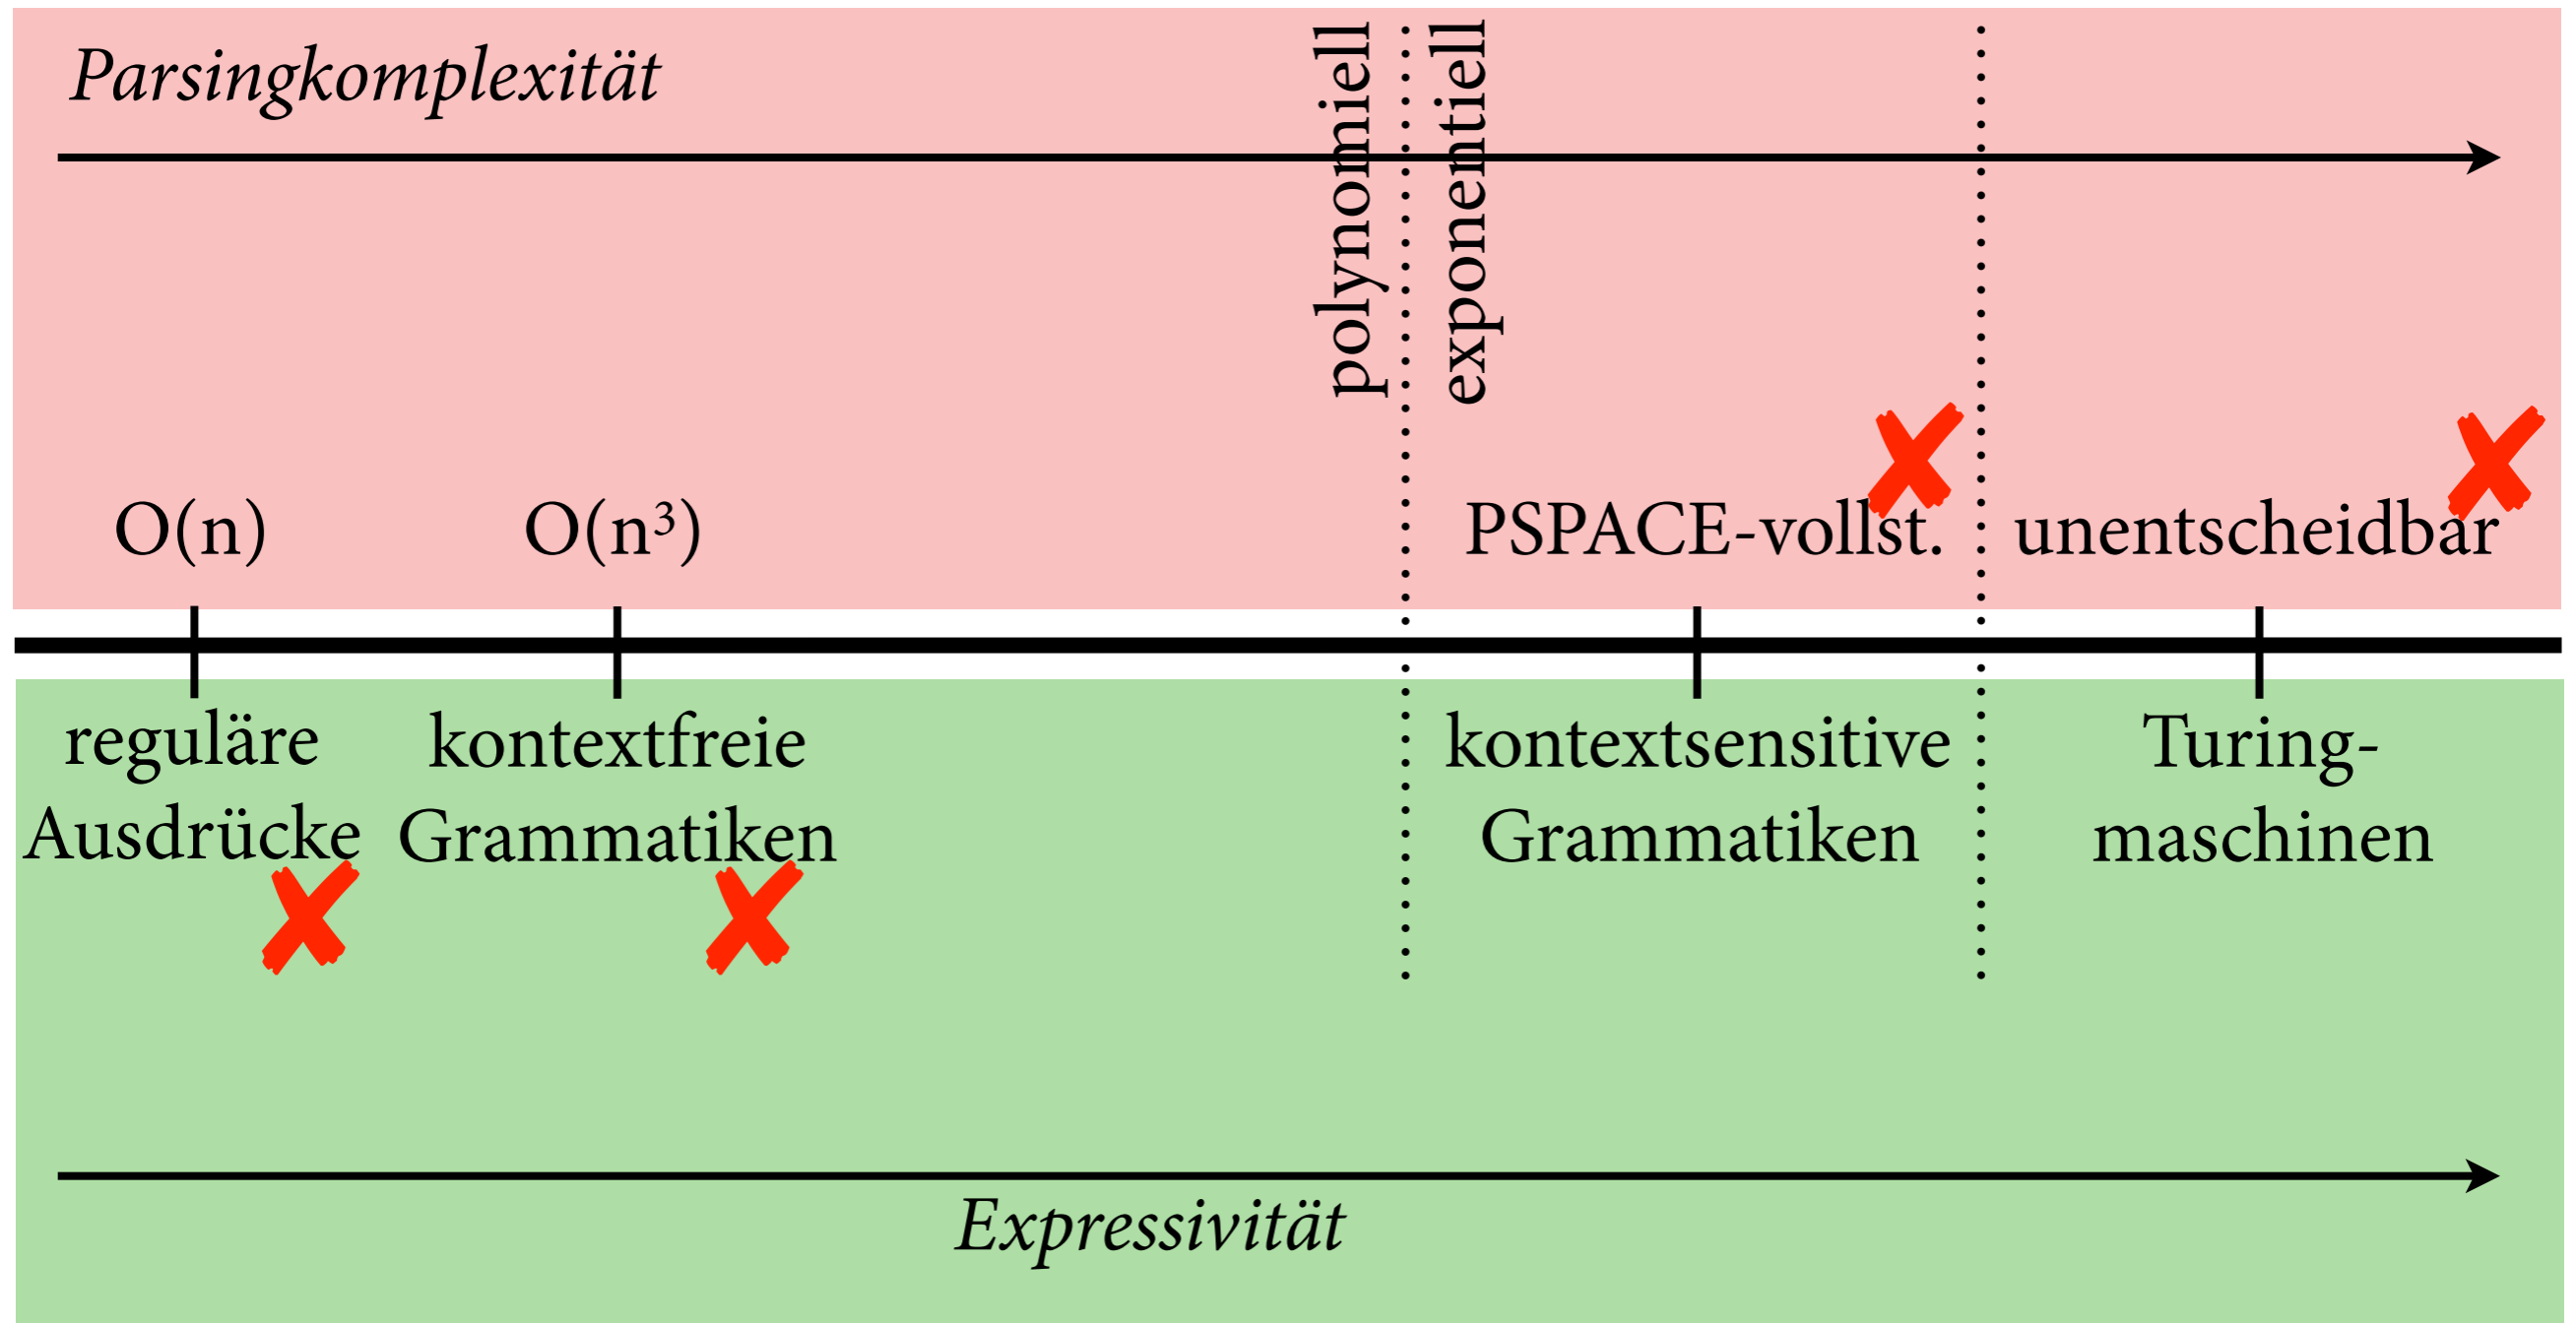 Parsingkomplexität
polynomiell
exponentiell
O(n)
O(n³)
PSPACE-vollst.
unentscheidbar
reguläre
Ausdrücke
kontextfreie
Grammatiken
kontextsensitive
Grammatiken
Turing-
maschinen
Expressivität